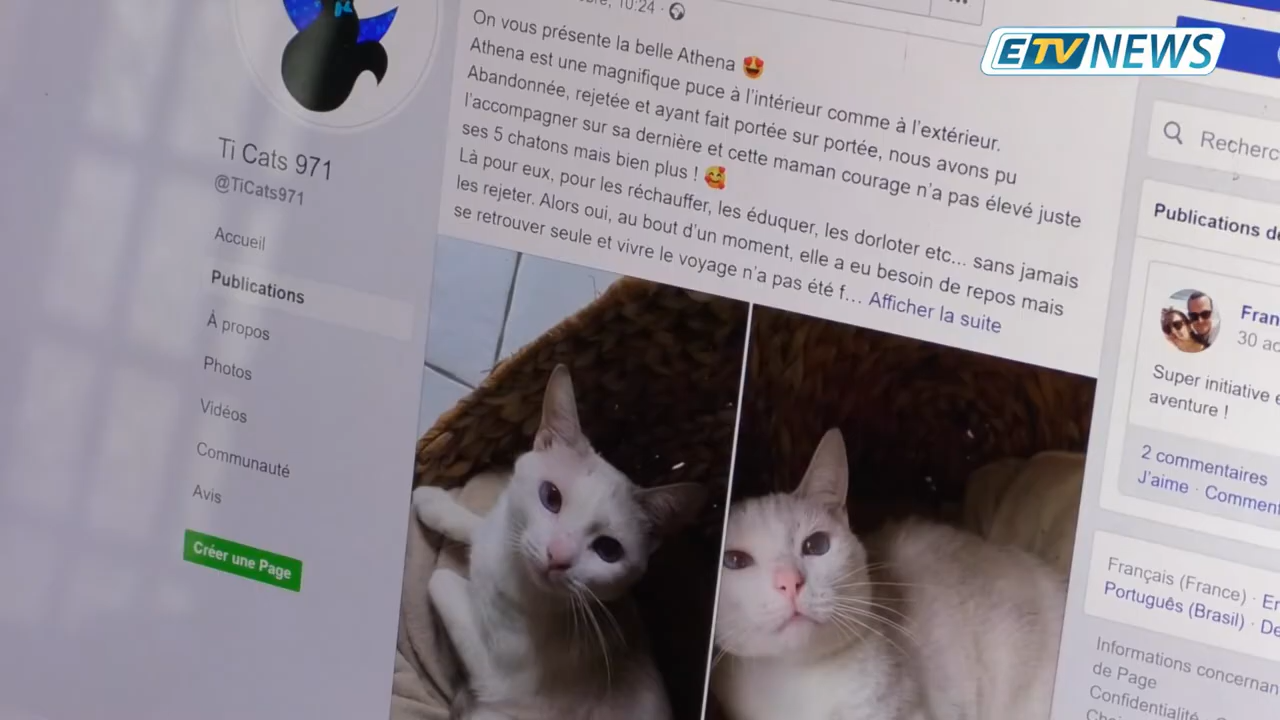 10:24
ETV NEWS
On vous présente la belle Athena
Athena est une magnifique puce à l'intérieur comme à l'extérieur.
Abandonnée, rejetée et ayant fait portée sur portée, nous avons pu
l'accompagner sur sa dernière et cette maman courage n'a pas élevé juste
ses 5 chatons mais bien plus !
Là pour eux, pour les réchauffer, les éduquer, les dorloter etc... sans jamais
les rejeter. Alors oui, au bout d'un moment, elle a eu besoin de repos mais
se retrouver seule et vivre le voyage n'a pas été f... Afficher la suite
Ti Cats 971
@TiCats971
Accueil
Publications
À propos
Photos
Vidéos
Communauté
Avis
Créer une Page
Recherc
Publications de
Fran
30 ao
Super initiative
aventure !
2 commentaires
J'aime · Comment
Français (France) · En
Português (Brasil) · De
Informations concernan
de Page
Confidentialité